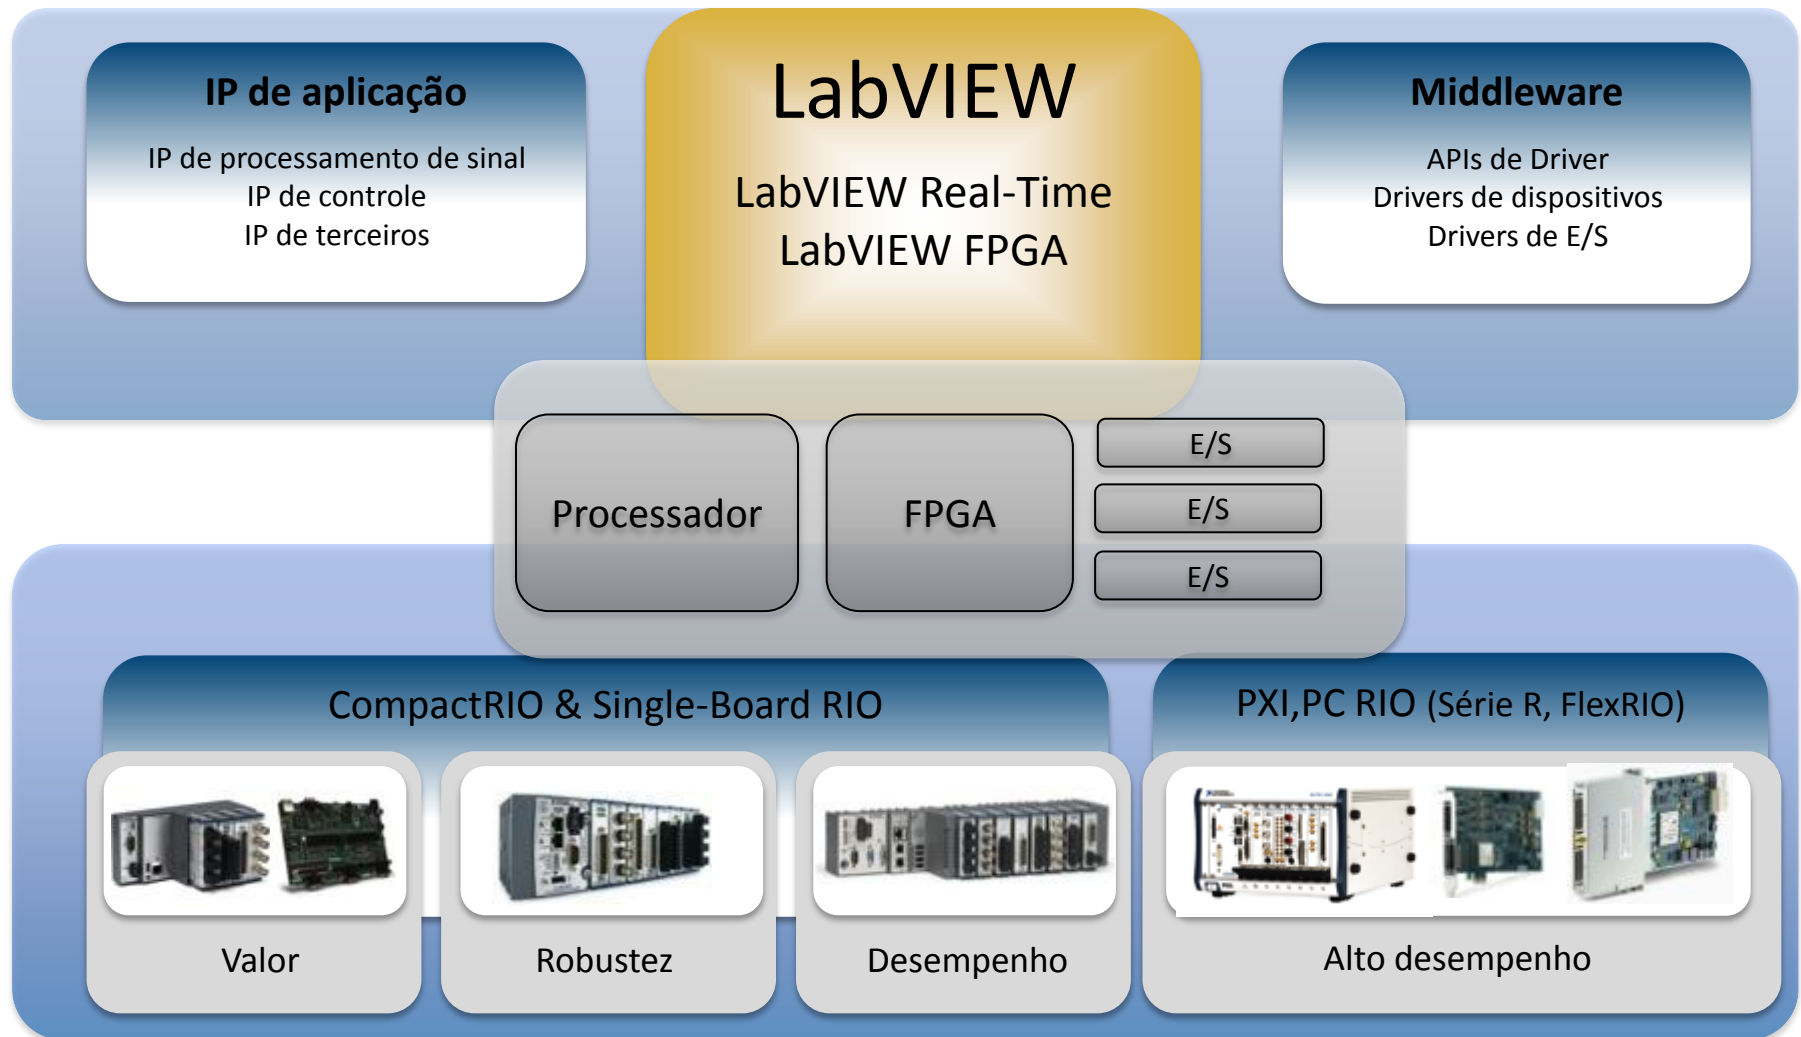 IP de aplicação
IP de processamento de sinal
IP de controle
IP de terceiros
LabVIEW
LabVIEW Real-Time
LabVIEW FPGA
Middleware
APIs de Driver
Drivers de dispositivos
Drivers de E/S
Processador
FPGA
E/S
E/S
E/S
CompactRIO & Single-Board RIO
PXI,PC RIO (Série R, FlexRIO)
Valor
Robustez
Desempenho
Alto desempenho